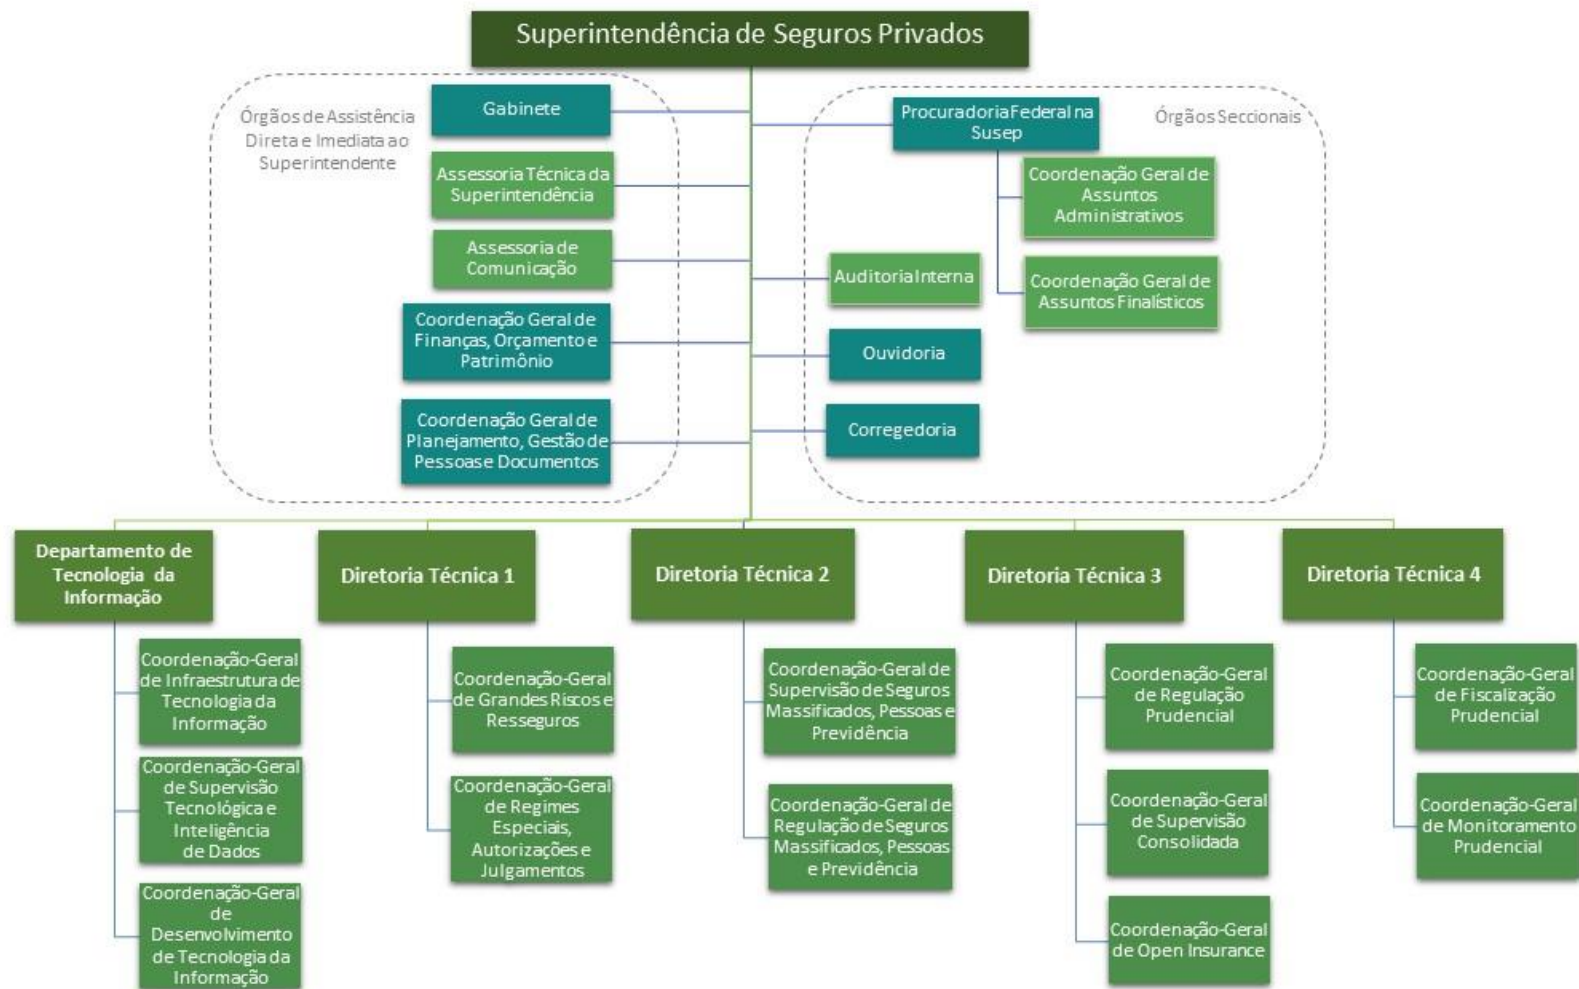 Superintendência de Seguros Privados
Órgãos de Assistência
Direta e Imediata ao
Superintendente
Gabinete
Assessoria Técnica da
Superintendência
Assessoria de
Comunicação
Coordenação Geral de
Finanças, Orçamento e
Patrimônio
Coordenação Geral de
Planejamento, Gestão de
Pessoas e Documentos
Procuradoria Federal na
Susep
Órgãos Seccionais
Coordenação Geral de
Assuntos
Administrativos
Coordenação Geral de
Assuntos Finalísticos
Auditoria Interna
Ouvidoria
Corregedoria
Departamento de
Tecnologia da
Informação
Coordenação-Geral
de Infraestrutura de
Tecnologia da
Informação
Coordenação-Geral
de Supervisão
Tecnológica e
Inteligência
de Dados
Coordenação-Geral
de
Desenvolvimento
de Tecnologia da
Informação
Diretoria Técnica 1
Coordenação-Geral
de Grandes Riscos e
Resseguros
Coordenação-Geral
de Regimes
Especiais,
Autorizações e
Julgamentos
Diretoria Técnica 2
Coordenação-Geral de
Supervisão de Seguros
Massificados, Pessoas e
Previdência
Coordenação-Geral de
Regulação de Seguros
Massificados, Pessoas
e Previdência
Diretoria Técnica 3
Coordenação-Geral
de Regulação
Prudencial
Coordenação-Geral
de Supervisão
Consolidada
Coordenação-Geral
de Open Insurance
Diretoria Técnica 4
Coordenação-Geral
de Fiscalização
Prudencial
Coordenação-Geral
de Monitoramento
Prudencial